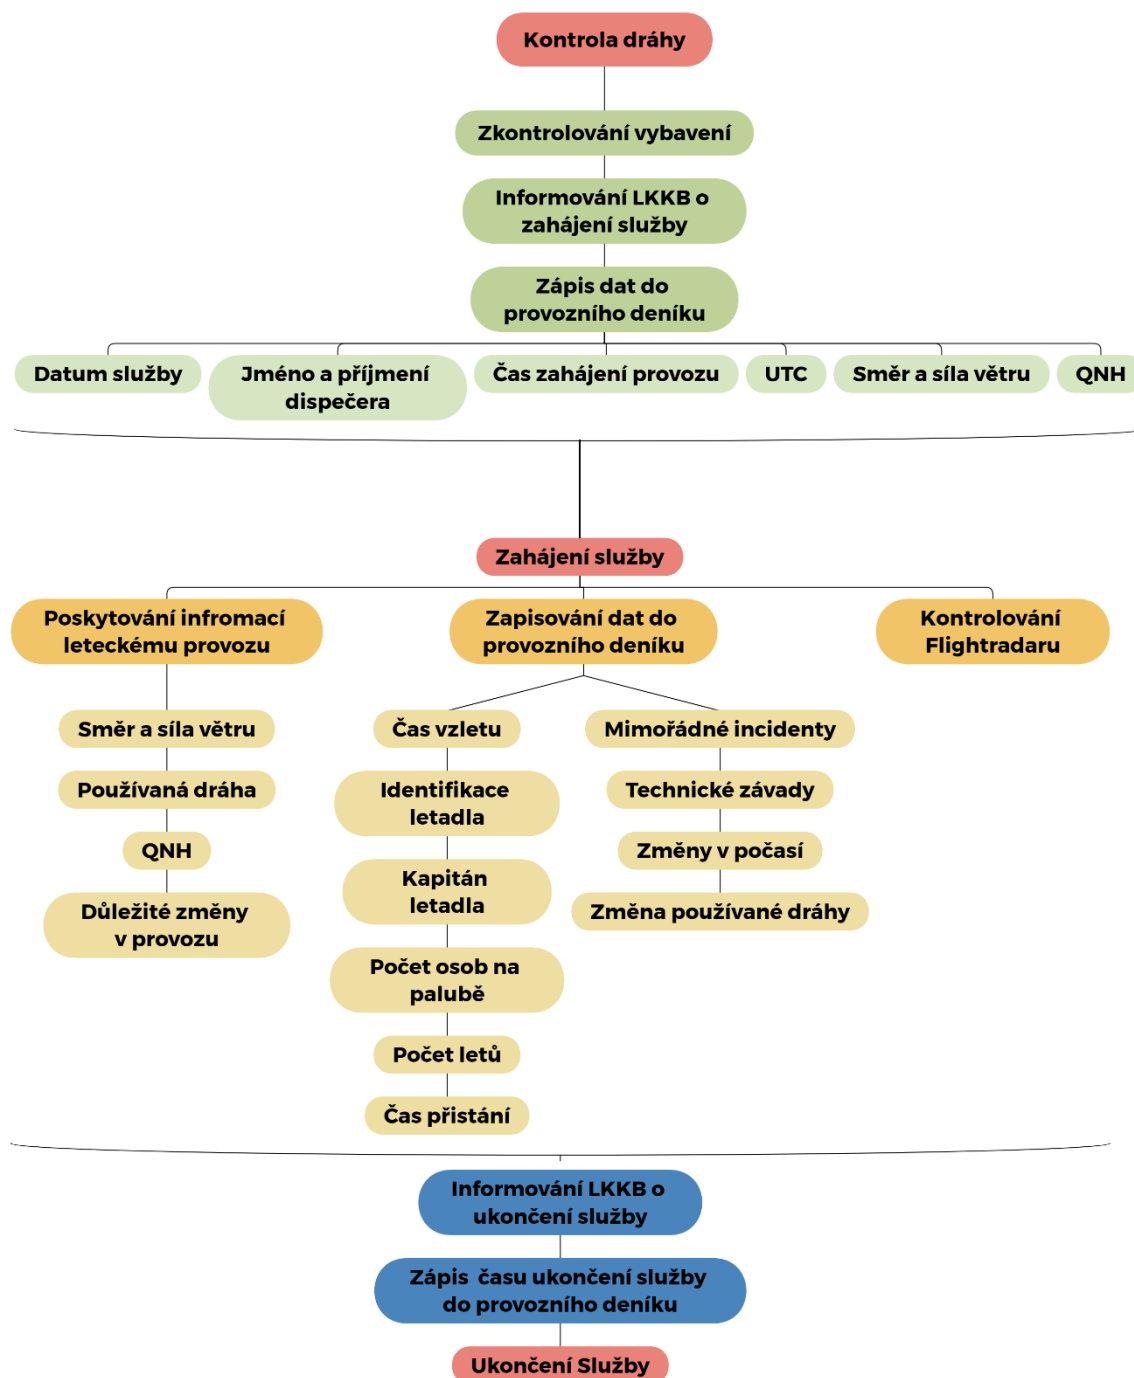 Kontrola dráhy
Zkontrolování vybavení
Informování LKKB o
zahájení služby
Zápis dat do
provozního deníku
Datum služby
Jméno a příjmení
dispečera
Čas zahájení provozu
UTC
Směr a síla větru
QNH
Zahájení služby
Poskytování infromací
leteckému provozu
Směr a síla větru
Používaná dráha
QNH
Důležité změny
v provozu
Zapisování dat do
provozního deníku
Čas vzletu
Identifikace
letadla
Kapitán
letadla
Počet osob na
palubě
Počet letů
Čas přistání
Mimořádné incidenty
Technické závady
Změny v počasí
Změna používané dráhy
Kontrolování
Flightradaru
Informování LKKB o
ukončení služby
Zápis času ukončení služby
do provozního deníku
Ukončení Služby